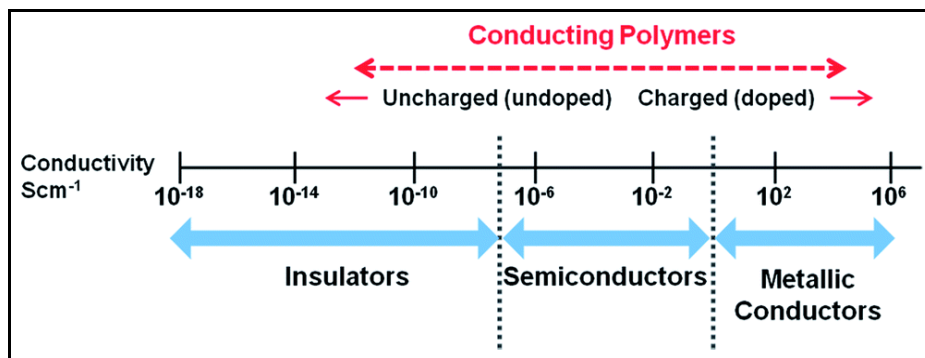 Conducting Polymers
Uncharged (undoped) Charged (doped)
Conductivity
Scm⁻¹
10⁻¹⁸ 10⁻¹⁴ 10⁻¹⁰ 10⁻⁶ 10⁻² 10² 10⁶
Insulators Semiconductors Metallic
Conductors